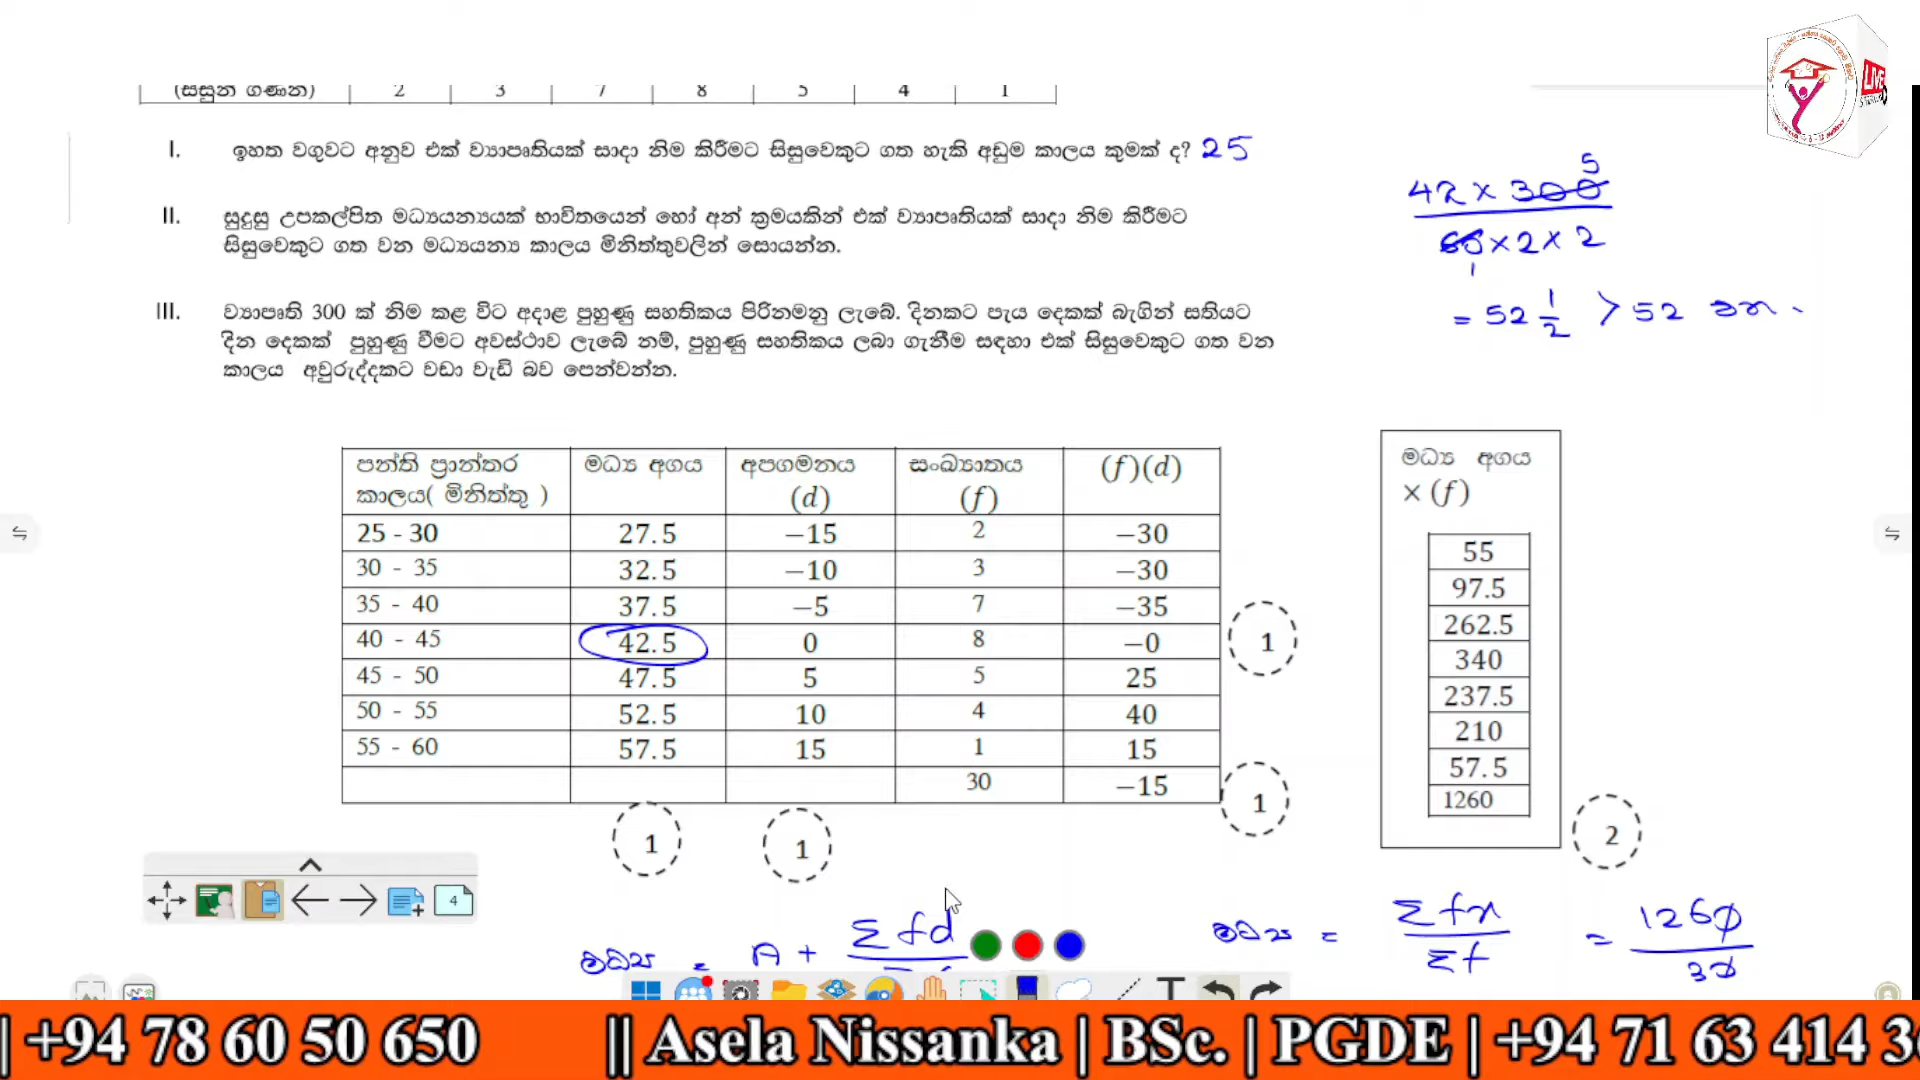 (සසුන ගණන) 2 3 7 8 5 4 1
I. ඉහත වගුවට අනුව එක් ව්‍යාපෘතියක් සාදා නිම කිරීමට සිසුවෙකුට ගත හැකි අඩුම කාලය කුමක් ද? 25
II. සුදුසු උපකල්පිත මධ්‍යයන්‍යයක් භාවිතයෙන් හෝ අන් ක්‍රමයකින් එක් ව්‍යාපෘතියක් සාදා නිම කිරීමට
සිසුවෙකුට ගත වන මධ්‍යයන්‍ය කාලය මිනිත්තුවලින් සොයන්න.
III. ව්‍යාපෘති 300 ක් නිම කළ විට අදාළ පුහුණු සහතිකය පිරිනමනු ලැබේ. දිනකට පැය දෙකක් බැගින් සතියට
දින දෙකක් පුහුණු වීමට අවස්ථාව ලැබේ නම්, පුහුණු සහතිකය ලබා ගැනීම සඳහා එක් සිසුවෙකුට ගත වන
කාලය අවුරුද්දකට වඩා වැඩි බව පෙන්වන්න.
5
42 × 300
60 × 2 × 2
1
= 52 1/2 > 52
පන්ති ප්‍රාන්තර මධ්‍ය අගය අපගමනය සංඛ්‍යාතය (f)(d)
කාලය( මිනිත්තු ) (d) (f)
25 - 30 27.5 −15 2 −30
30 - 35 32.5 −10 3 −30
35 - 40 37.5 −5 7 −35
40 - 45 42.5 0 8 −0
45 - 50 47.5 5 5 25
50 - 55 52.5 10 4 40
55 - 60 57.5 15 1 15
30 −15
1
1
1
1
මධ්‍ය අගය
× (f)
55
97.5
262.5
340
237.5
210
57.5
1260
2
= A + Σfd
= Σfx / Σf = 1260 / 30
4
LIVE
| +94 78 60 50 650 || Asela Nissanka | BSc. | PGDE | +94 71 63 414 3